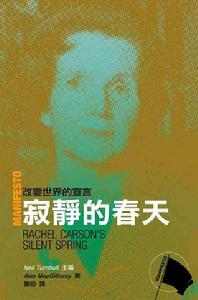 MANIFESTO
改變世界的宣言
寂靜的春天
RACHEL CARSON'S
SILENT SPRING
Neil Turnbull 主編
Alex MacGillivray 著